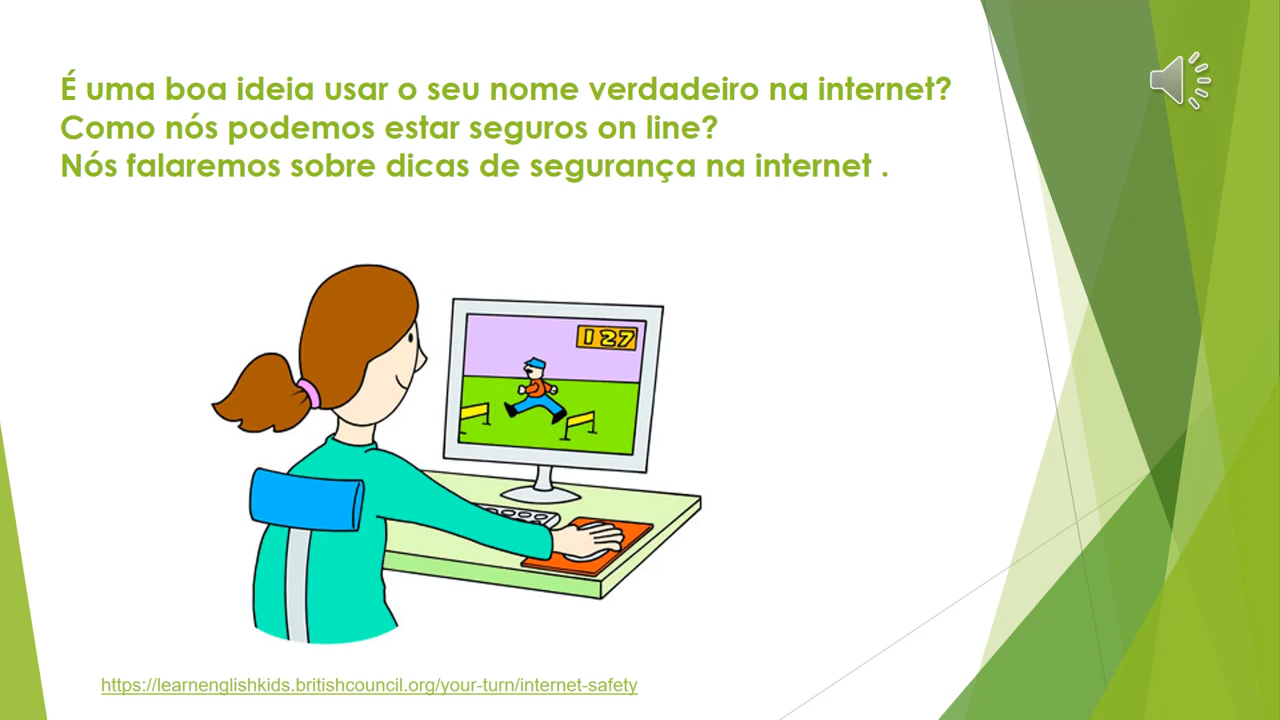 É uma boa ideia usar o seu nome verdadeiro na internet?
Como nós podemos estar seguros on line?
Nós falaremos sobre dicas de segurança na internet .
127
https://learnenglishkids.britishcouncil.org/your-turn/internet-safety